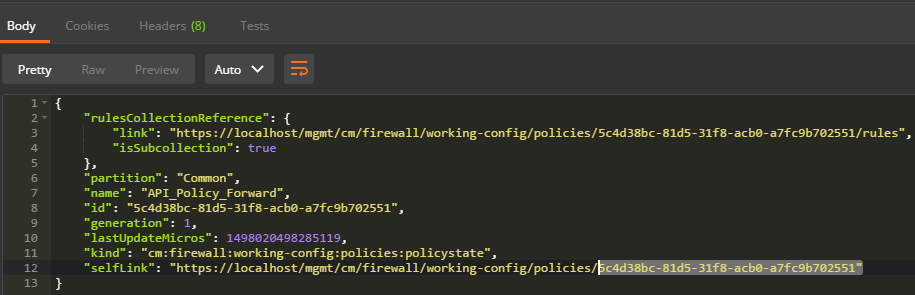 Body Cookies Headers (8) Tests
Pretty Raw Preview Auto
1 {
2 "rulesCollectionReference": {
3 "link": "https://localhost/mgmt/cm/firewall/working-config/policies/5c4d38bc-81d5-31f8-acb0-a7fc9b702551/rules",
4 "isSubcollection": true
5 },
6 "partition": "Common",
7 "name": "API_Policy_Forward",
8 "id": "5c4d38bc-81d5-31f8-acb0-a7fc9b702551",
9 "generation": 1,
10 "lastUpdateMicros": 1498020498285119,
11 "kind": "cm:firewall:working-config:policies:policystate",
12 "selfLink": "https://localhost/mgmt/cm/firewall/working-config/policies/5c4d38bc-81d5-31f8-acb0-a7fc9b702551"
13 }